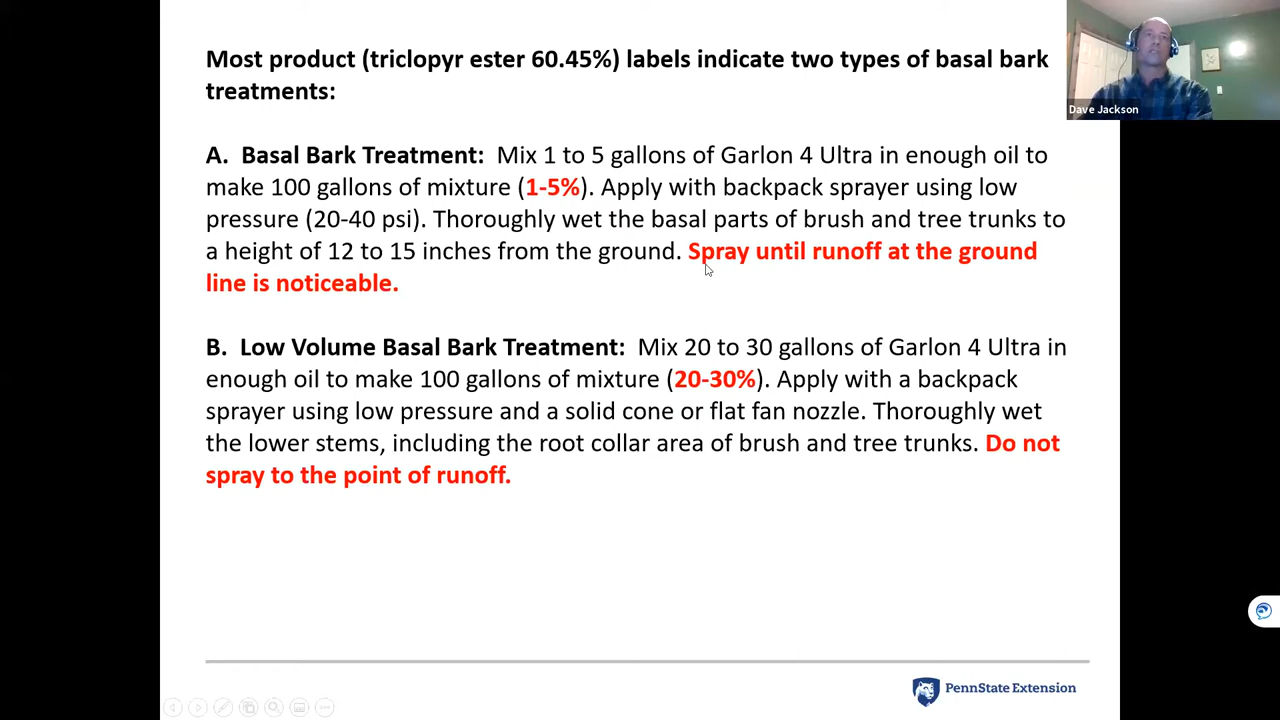 Most product (triclopyr ester 60.45%) labels indicate two types of basal bark
treatments:
Dave Jackson
A. Basal Bark Treatment: Mix 1 to 5 gallons of Garlon 4 Ultra in enough oil to
make 100 gallons of mixture (1-5%). Apply with backpack sprayer using low
pressure (20-40 psi). Thoroughly wet the basal parts of brush and tree trunks to
a height of 12 to 15 inches from the ground. Spray until runoff at the ground
line is noticeable.
B. Low Volume Basal Bark Treatment: Mix 20 to 30 gallons of Garlon 4 Ultra in
enough oil to make 100 gallons of mixture (20-30%). Apply with a backpack
sprayer using low pressure and a solid cone or flat fan nozzle. Thoroughly wet
the lower stems, including the root collar area of brush and tree trunks. Do not
spray to the point of runoff.
PennState Extension